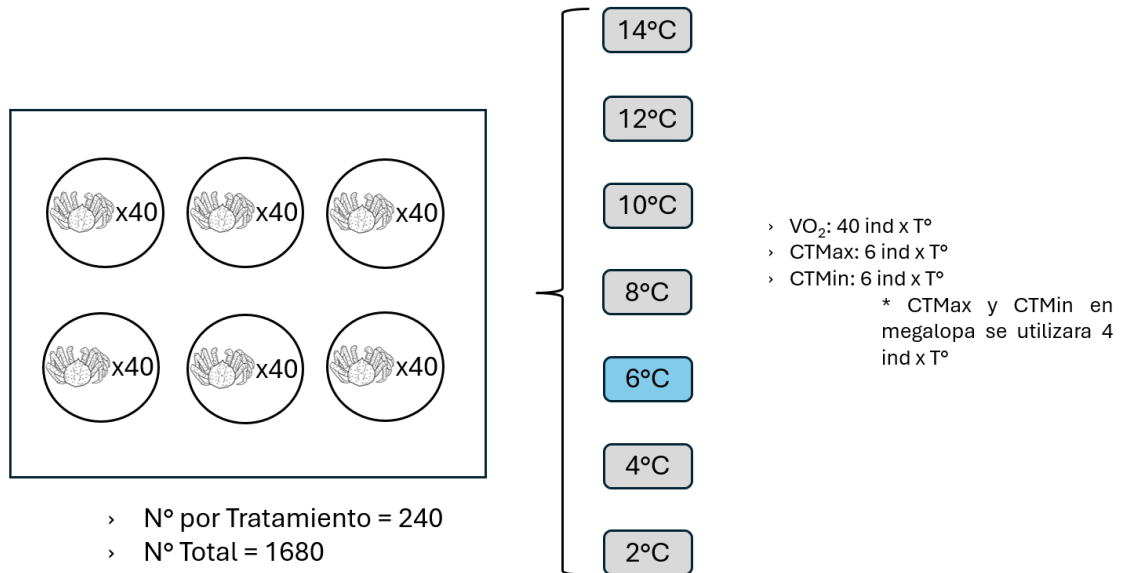 x40
x40
x40
x40
x40
x40
› N° por Tratamiento = 240
› N° Total = 1680
14°C
12°C
10°C
8°C
6°C
4°C
2°C
› VO₂: 40 ind x T°
› CTMax: 6 ind x T°
› CTMin: 6 ind x T°
* CTMax y CTMin en
megalopa se utilizara 4
ind x T°